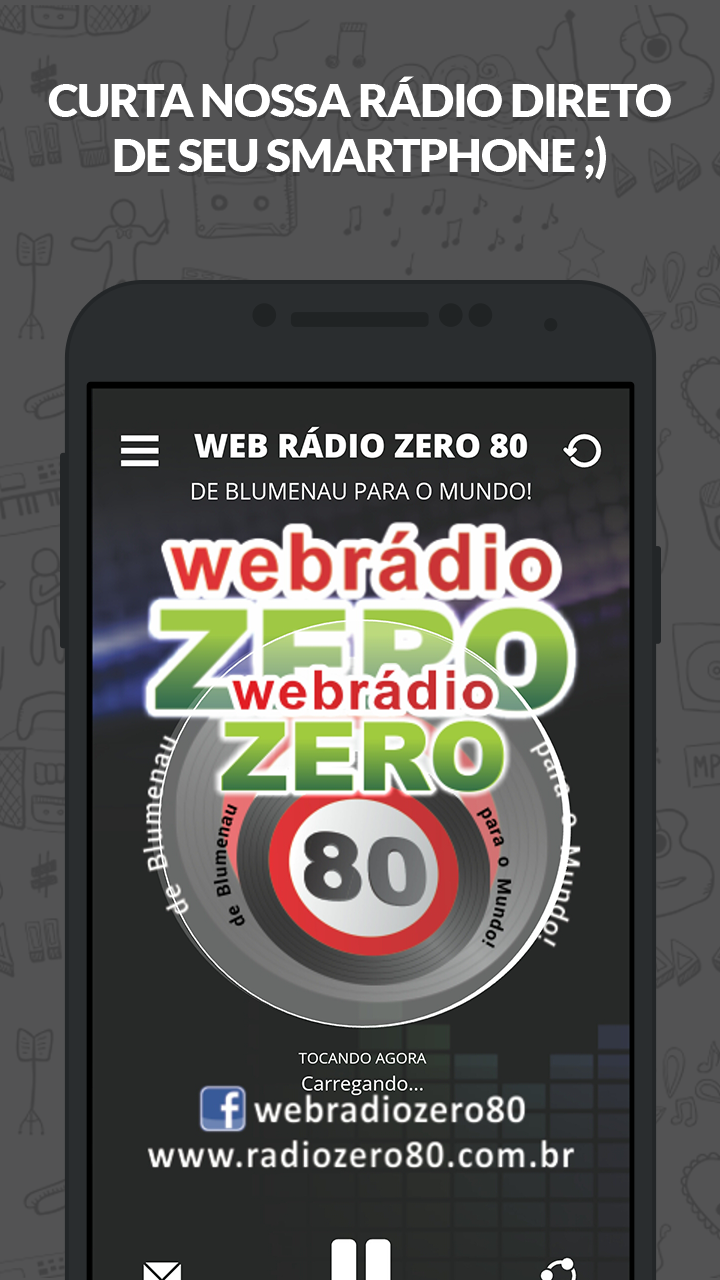 CURTA NOSSA RÁDIO DIRETO
DE SEU SMARTPHONE ;)
WEB RÁDIO ZERO 80
DE BLUMENAU PARA O MUNDO!
webrádio
ZERO
webrádio
ZERO
de Blumenau
para o Mundo!
de Blumenau
para o Mundo!
80
TOCANDO AGORA
Carregando...
f webradiozero80
www.radiozero80.com.br
MP